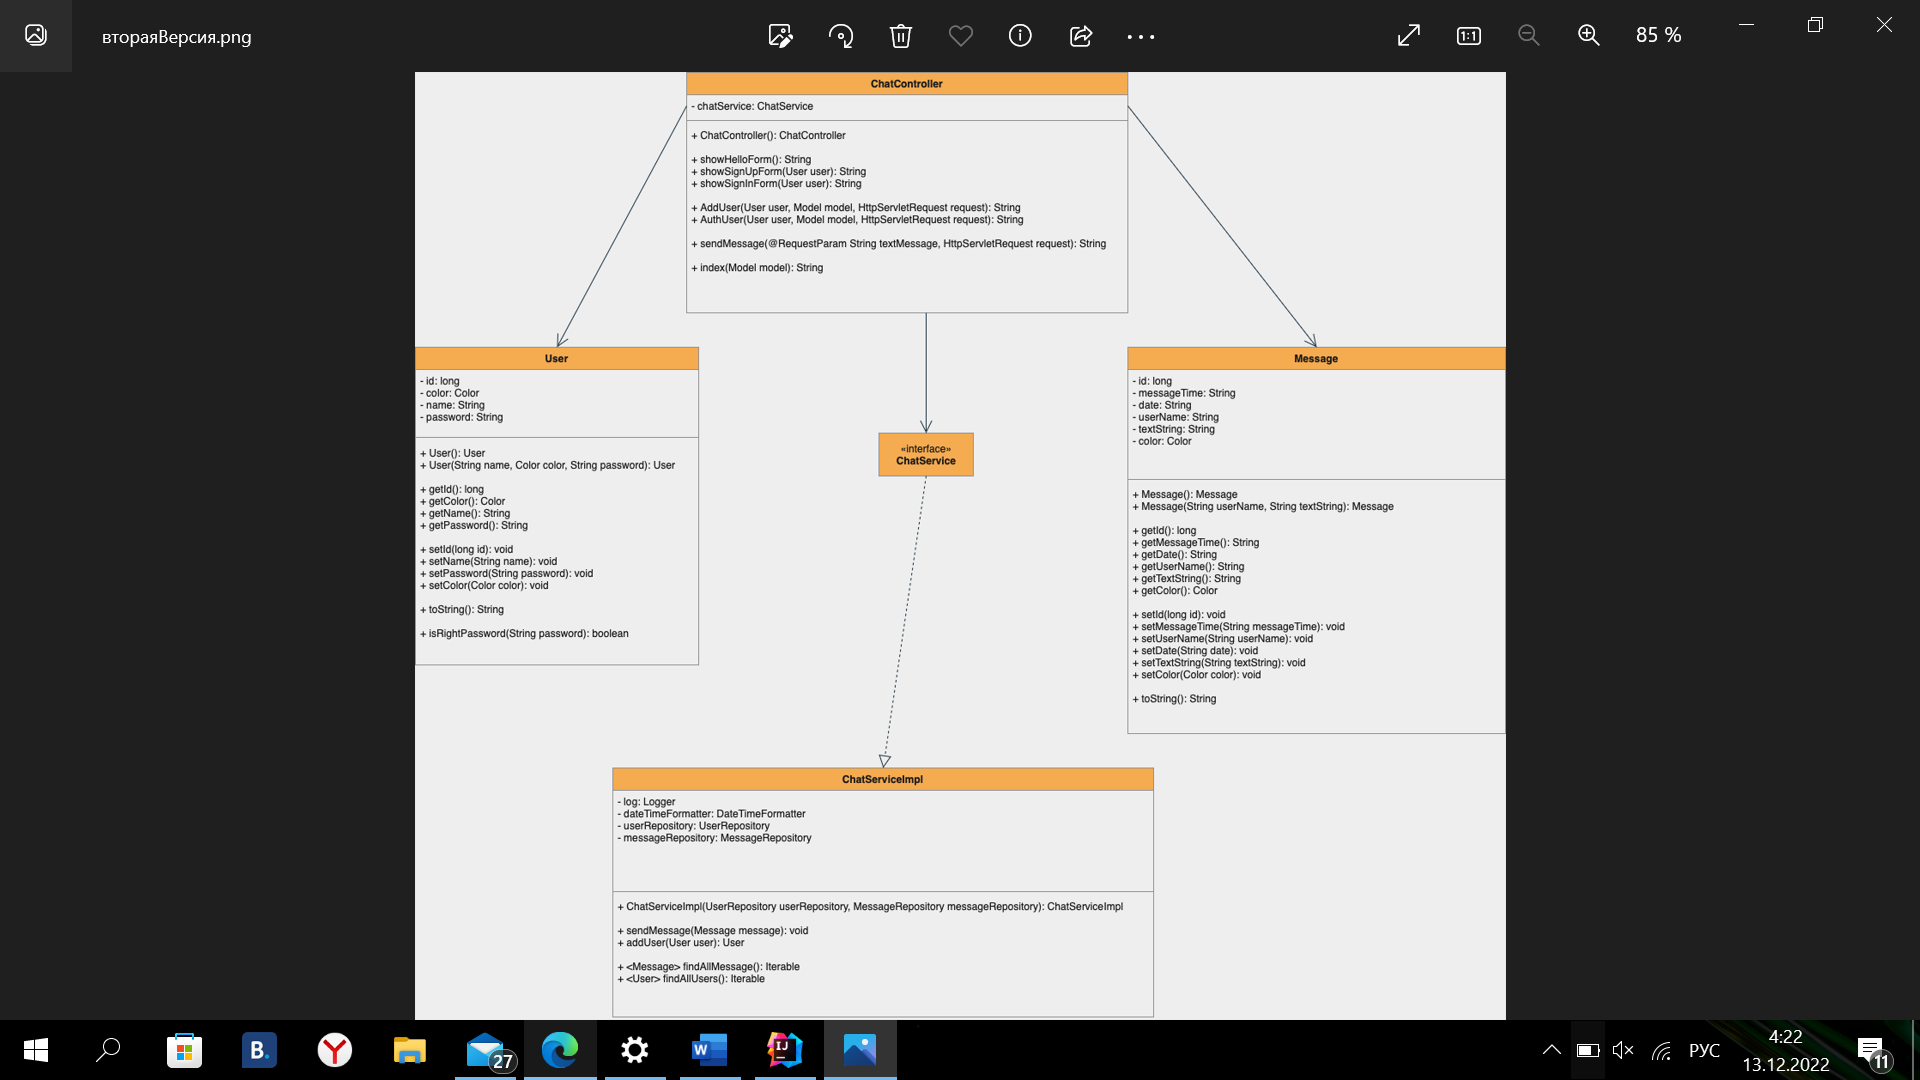 втораяВерсия.png
1:1
85 %
ChatController
- chatService: ChatService
+ ChatController(): ChatController
+ showHelloForm(): String
+ showSignUpForm(User user): String
+ showSignInForm(User user): String
+ AddUser(User user, Model model, HttpServletRequest request): String
+ AuthUser(User user, Model model, HttpServletRequest request): String
+ sendMessage(@RequestParam String textMessage, HttpServletRequest request): String
+ index(Model model): String
User
- id: long
- color: Color
- name: String
- password: String
+ User(): User
+ User(String name, Color color, String password): User
+ getId(): long
+ getColor(): Color
+ getName(): String
+ getPassword(): String
+ setId(long id): void
+ setName(String name): void
+ setPassword(String password): void
+ setColor(Color color): void
+ toString(): String
+ isRightPassword(String password): boolean
«interface»
ChatService
Message
- id: long
- messageTime: String
- date: String
- userName: String
- textString: String
- color: Color
+ Message(): Message
+ Message(String userName, String textString): Message
+ getId(): long
+ getMessageTime(): String
+ getDate(): String
+ getUserName(): String
+ getTextString(): String
+ getColor(): Color
+ setId(long id): void
+ setMessageTime(String messageTime): void
+ setUserName(String userName): void
+ setDate(String date): void
+ setTextString(String textString): void
+ setColor(Color color): void
+ toString(): String
ChatServiceImpl
- log: Logger
- dateTimeFormatter: DateTimeFormatter
- userRepository: UserRepository
- messageRepository: MessageRepository
+ ChatServiceImpl(UserRepository userRepository, MessageRepository messageRepository): ChatServiceImpl
+ sendMessage(Message message): void
+ addUser(User user): User
+ <Message> findAllMessage(): Iterable
+ <User> findAllUsers(): Iterable
B.
Y
27
W
IJ
РУС
4:22
13.12.2022
11